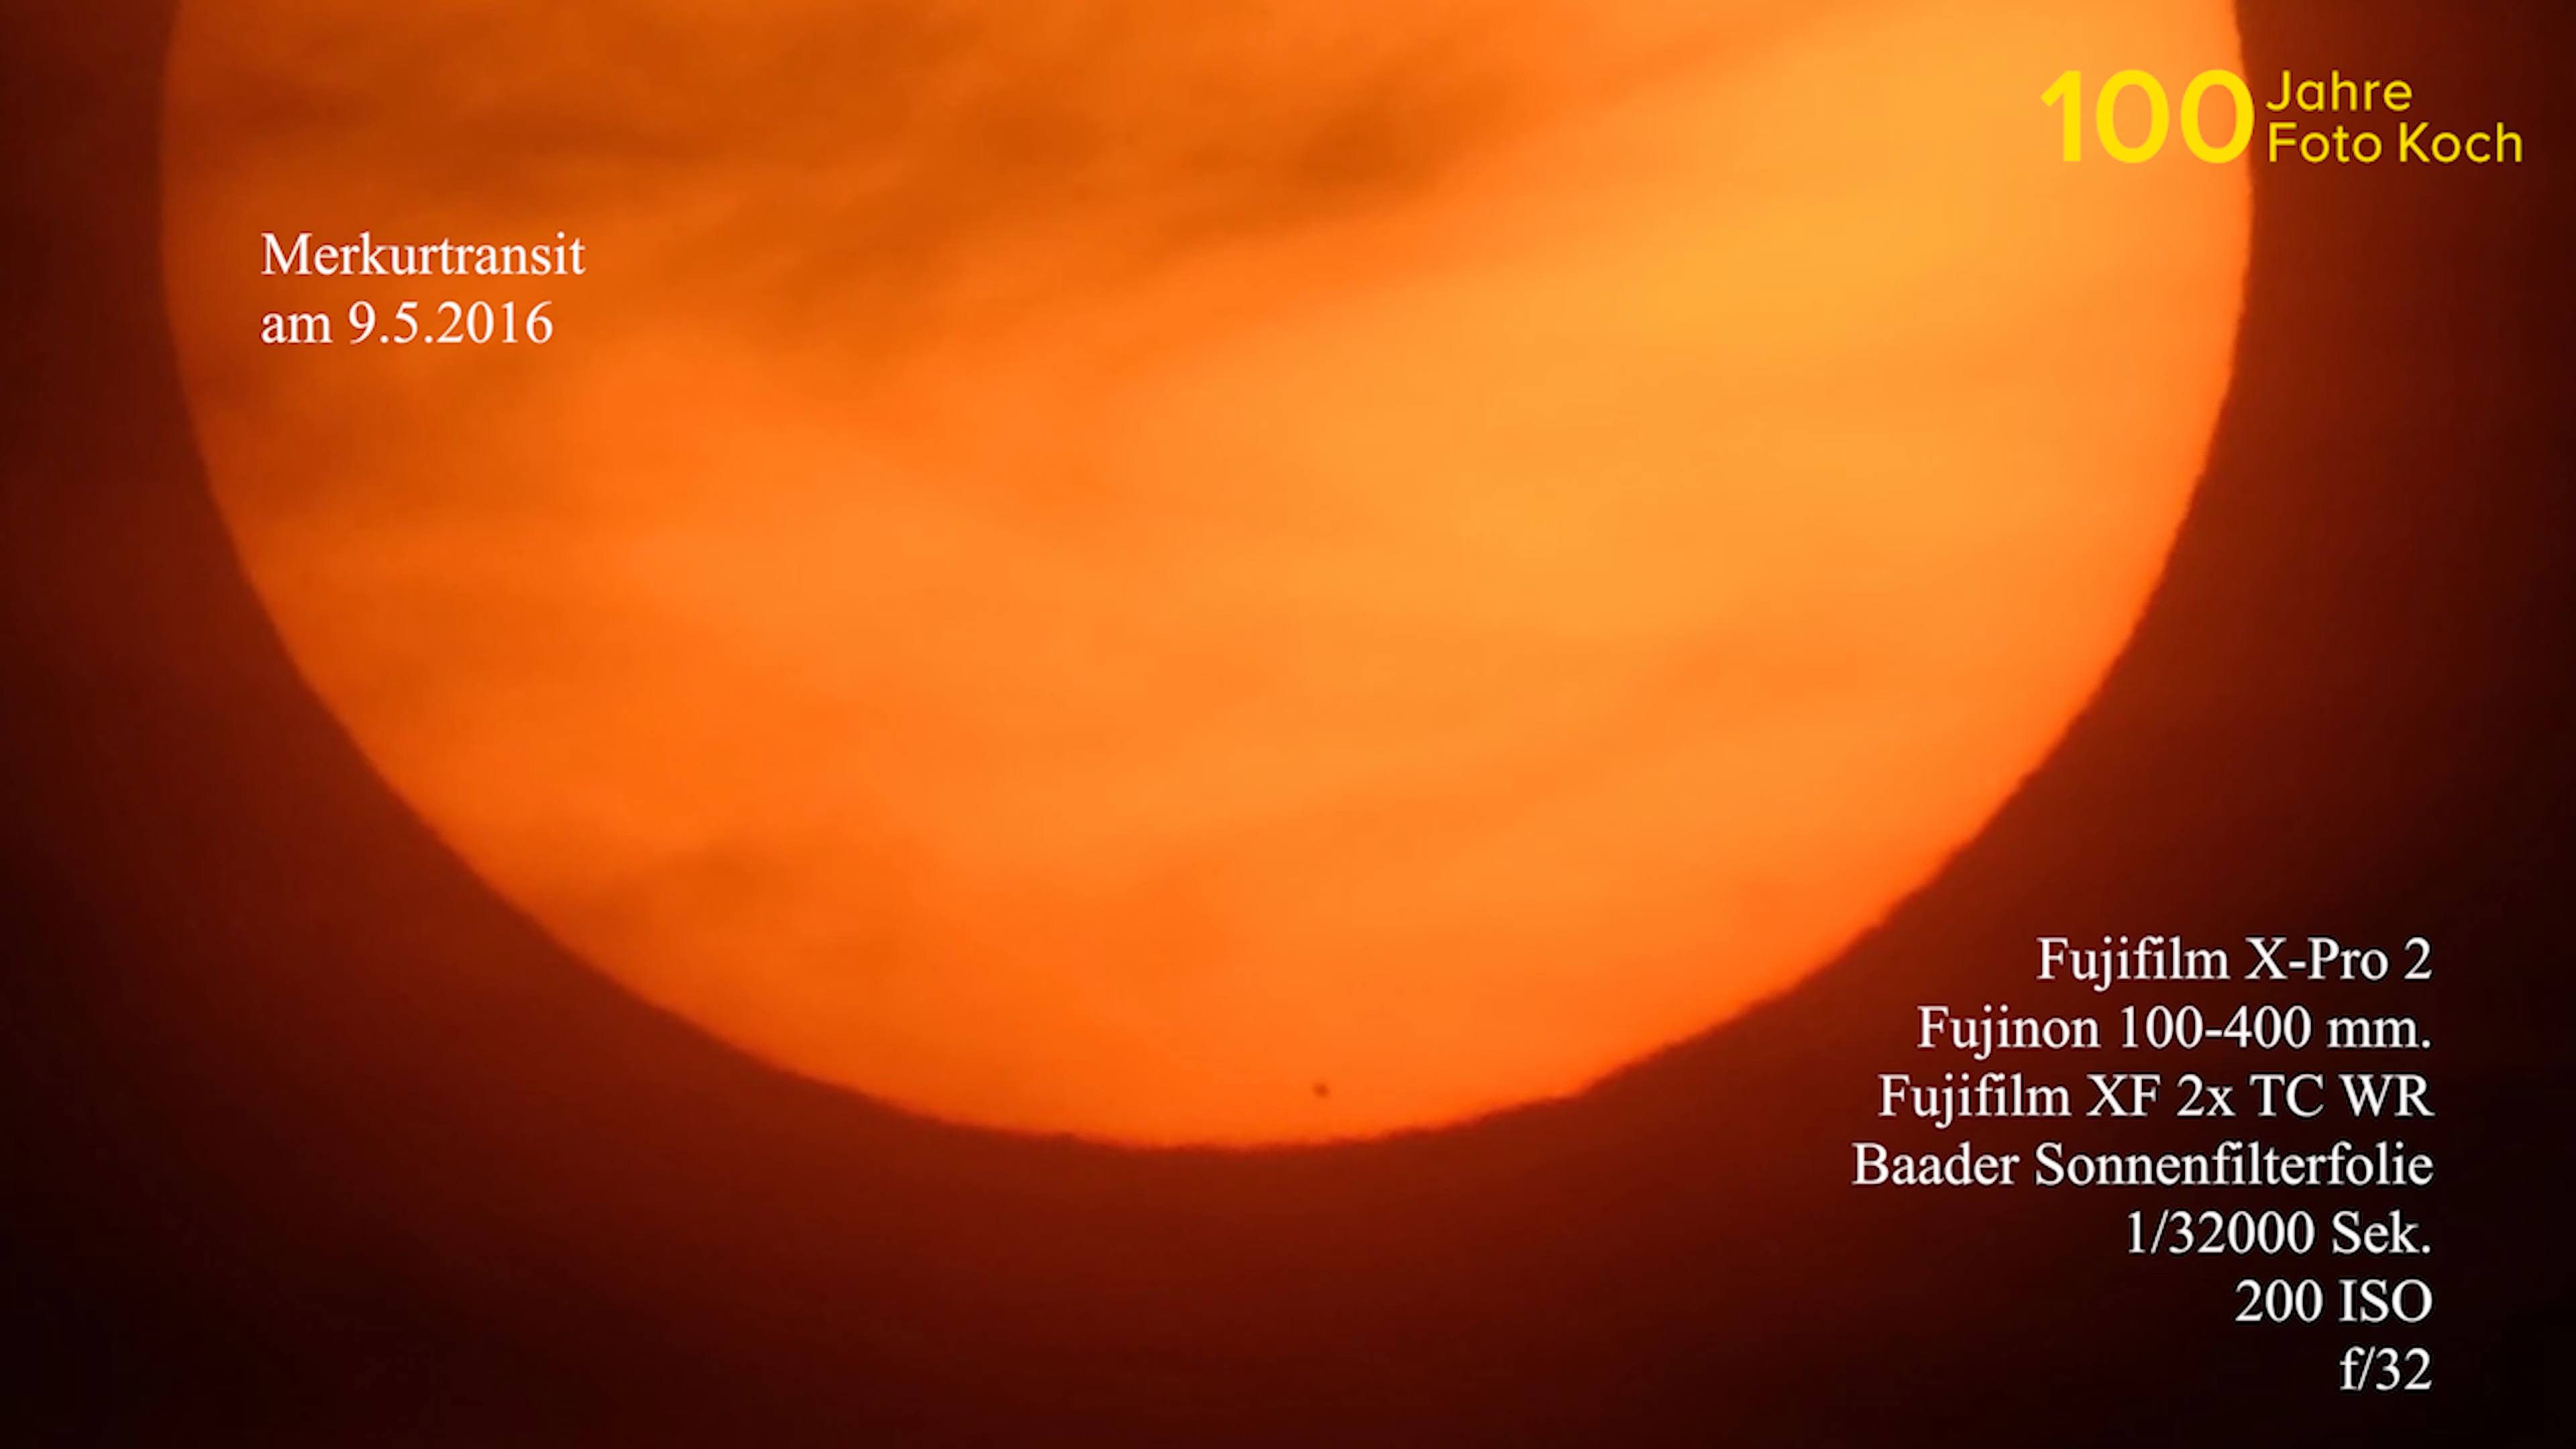 100 Jahre
Foto Koch
Merkurtransit
am 9.5.2016
Fujifilm X-Pro 2
Fujinon 100-400 mm.
Fujifilm XF 2x TC WR
Baader Sonnenfilterfolie
1/32000 Sek.
200 ISO
f/32